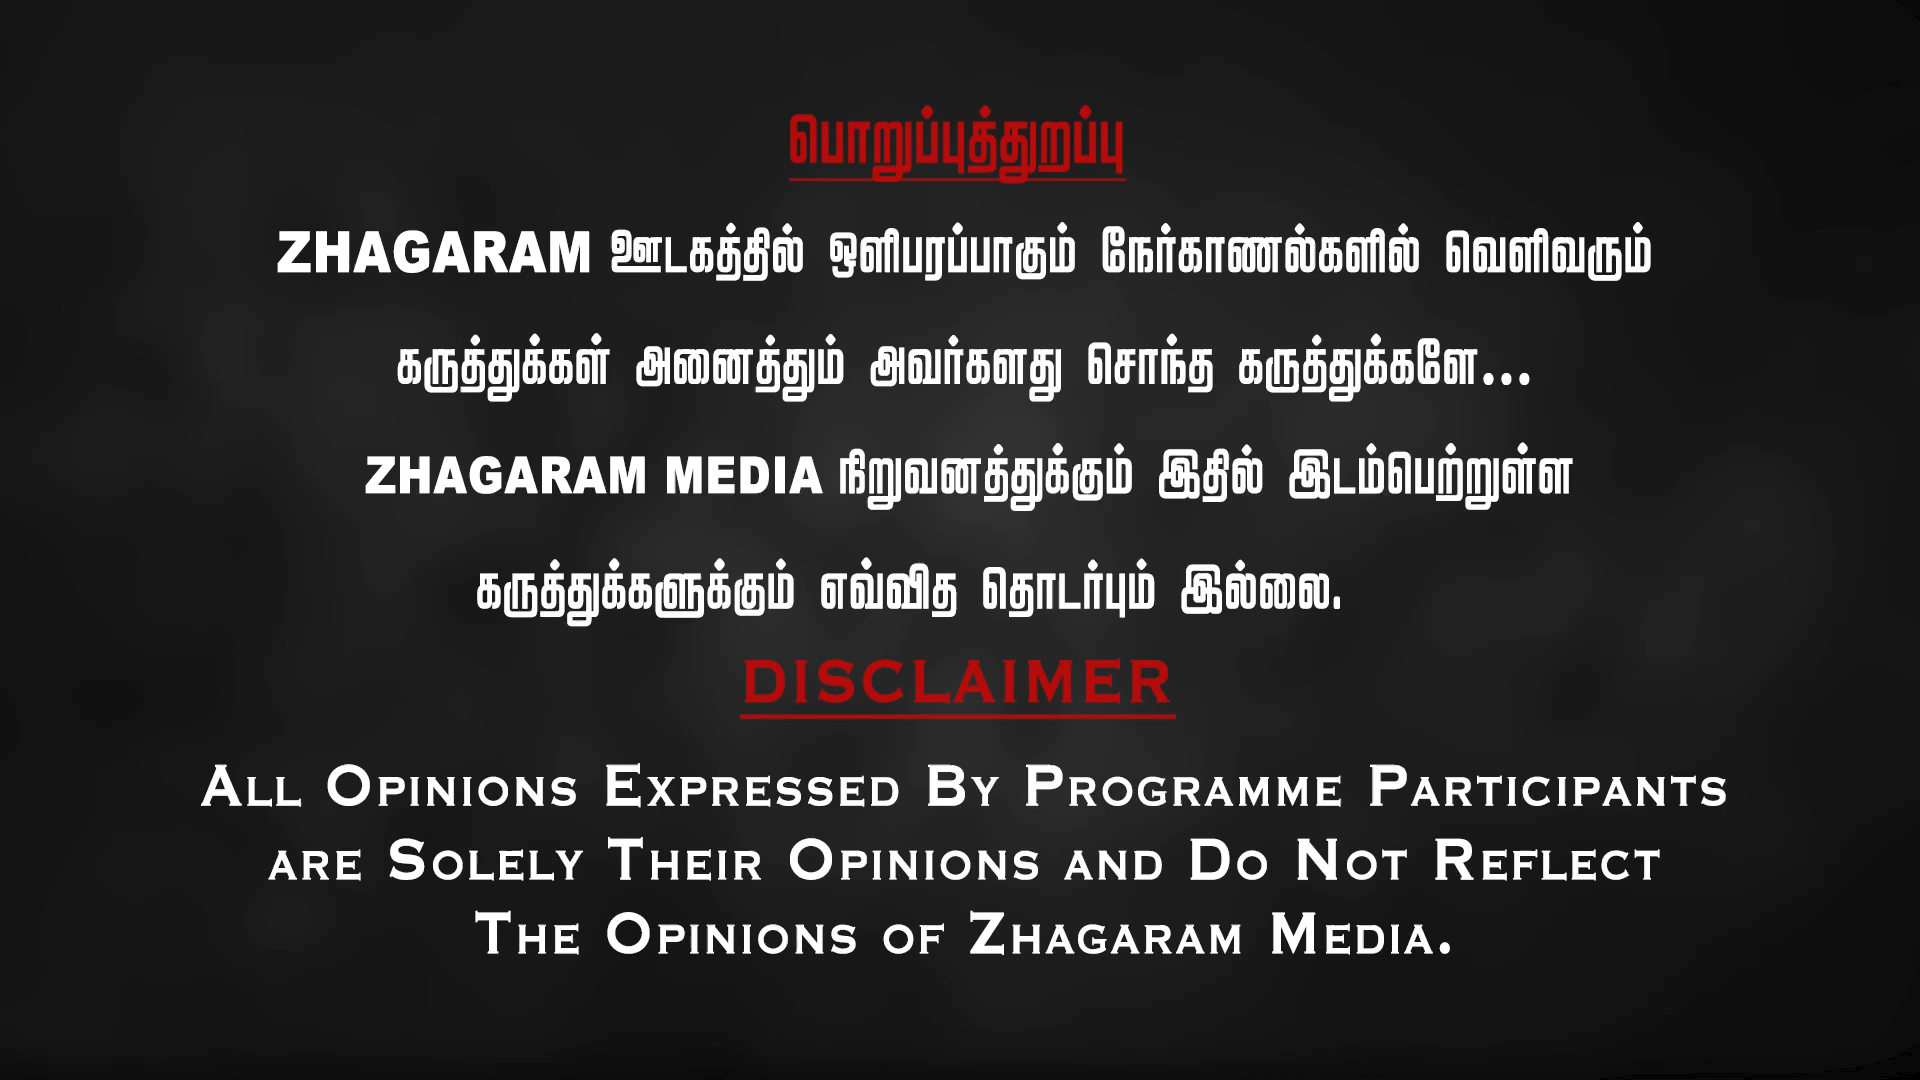 பொறுப்புத்துறப்பு
ZHAGARAM ஊடகத்தில் ஒளிபரப்பாகும் நேர்காணல்களில் வெளிவரும்
கருத்துக்கள் அனைத்தும் அவர்களது சொந்த கருத்துக்களே...
ZHAGARAM MEDIA நிறுவனத்துக்கும் இதில் இடம்பெற்றுள்ள
கருத்துக்களுக்கும் எவ்வித தொடர்பும் இல்லை.
DISCLAIMER
All Opinions Expressed By Programme Participants
are Solely Their Opinions and Do Not Reflect
The Opinions of Zhagaram Media.